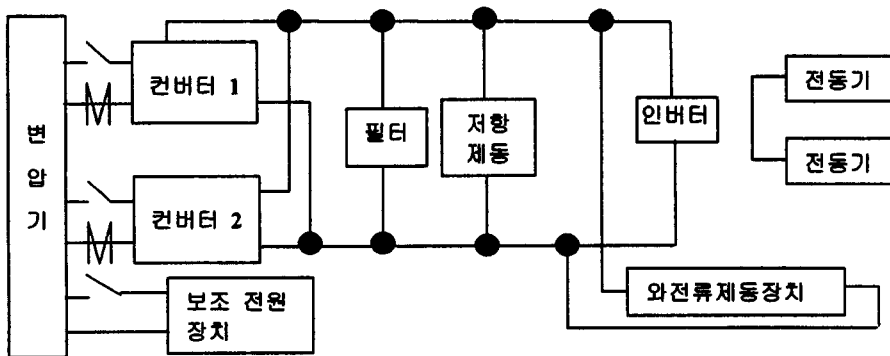 변
압
기
컨버터 1
컨버터 2
보조 전원
장치
필터
저항
제동
인버터
전동기
전동기
와전류제동장치